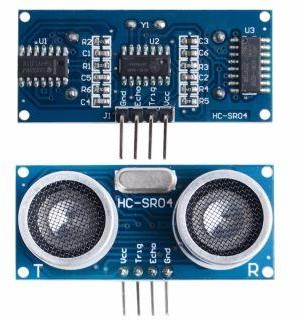 U1
R2
C1
R1
C5
R6
C4
Y1
U2
C3
C6
R3
C2
R4
R5
U3
J1
Gnd
Echo
Trig
Vcc
HC-SR04
HC-SR04
T
Vcc
Trig
Echo
Gnd
R